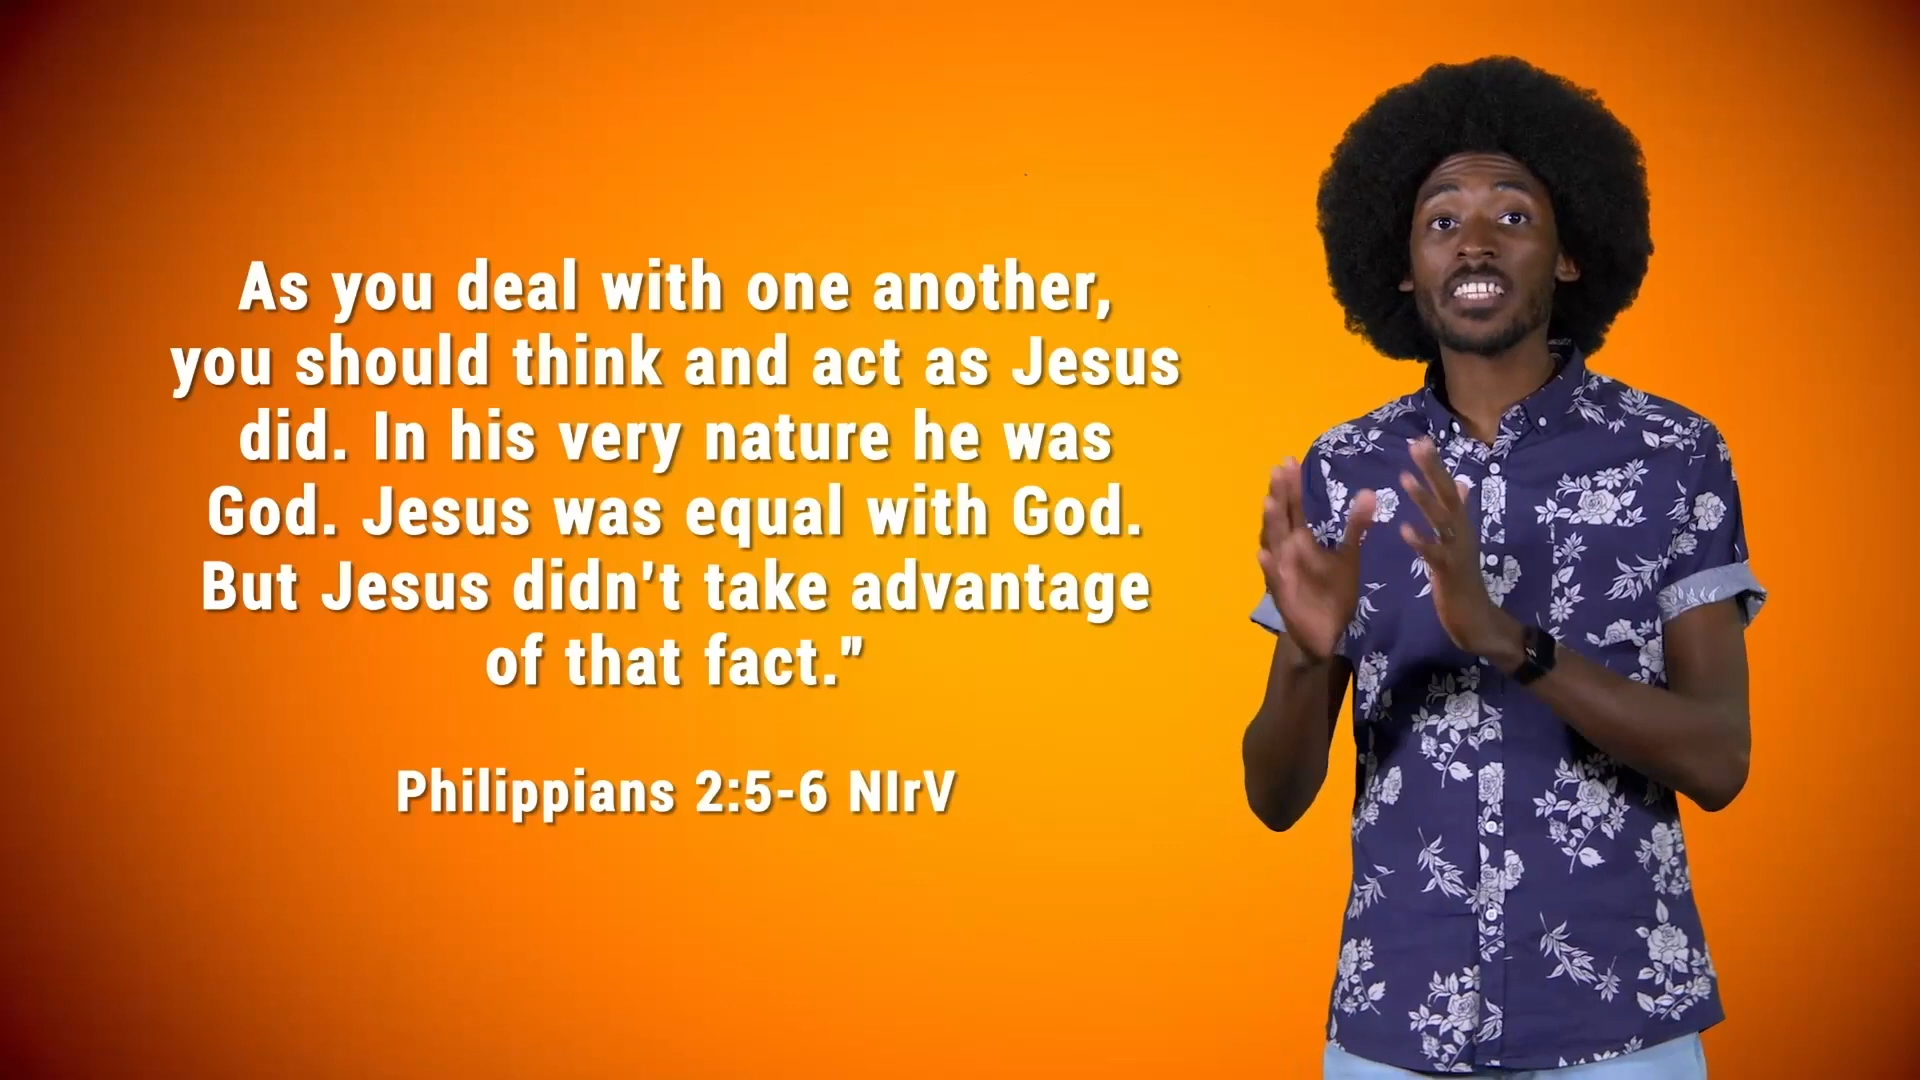 As you deal with one another,
you should think and act as Jesus
did. In his very nature he was
God. Jesus was equal with God.
But Jesus didn't take advantage
of that fact."
Philippians 2:5-6 NIrV